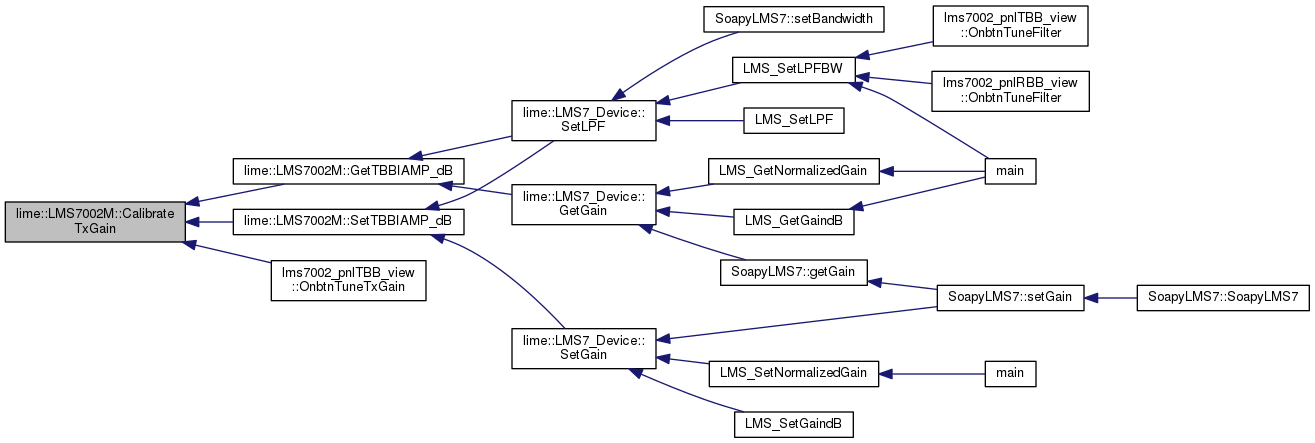 SoapyLMS7::setBandwidth
lms7002_pnlTBB_view
::OnbtnTuneFilter
LMS_SetLPFBW
lms7002_pnlRBB_view
::OnbtnTuneFilter
lime::LMS7_Device::
SetLPF
LMS_SetLPF
lime::LMS7002M::GetTBBIAMP_dB
LMS_GetNormalizedGain
main
lime::LMS7002M::Calibrate
TxGain
lime::LMS7002M::SetTBBIAMP_dB
lime::LMS7_Device::
GetGain
LMS_GetGaindB
lms7002_pnlTBB_view
::OnbtnTuneTxGain
SoapyLMS7::getGain
SoapyLMS7::setGain
SoapyLMS7::SoapyLMS7
lime::LMS7_Device::
SetGain
LMS_SetNormalizedGain
main
LMS_SetGaindB